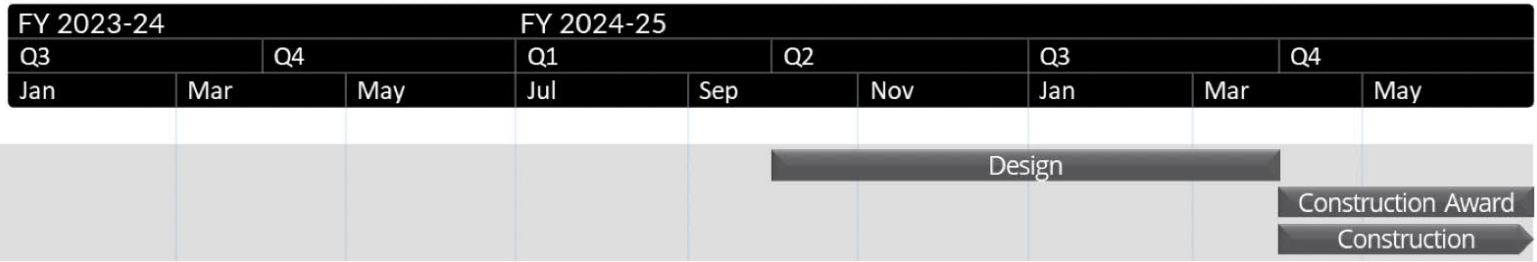 FY 2023-24 FY 2024-25
Q3 Q4 Q1 Q2 Q3 Q4
Jan Mar May Jul Sep Nov Jan Mar May
Design
Construction Award
Construction